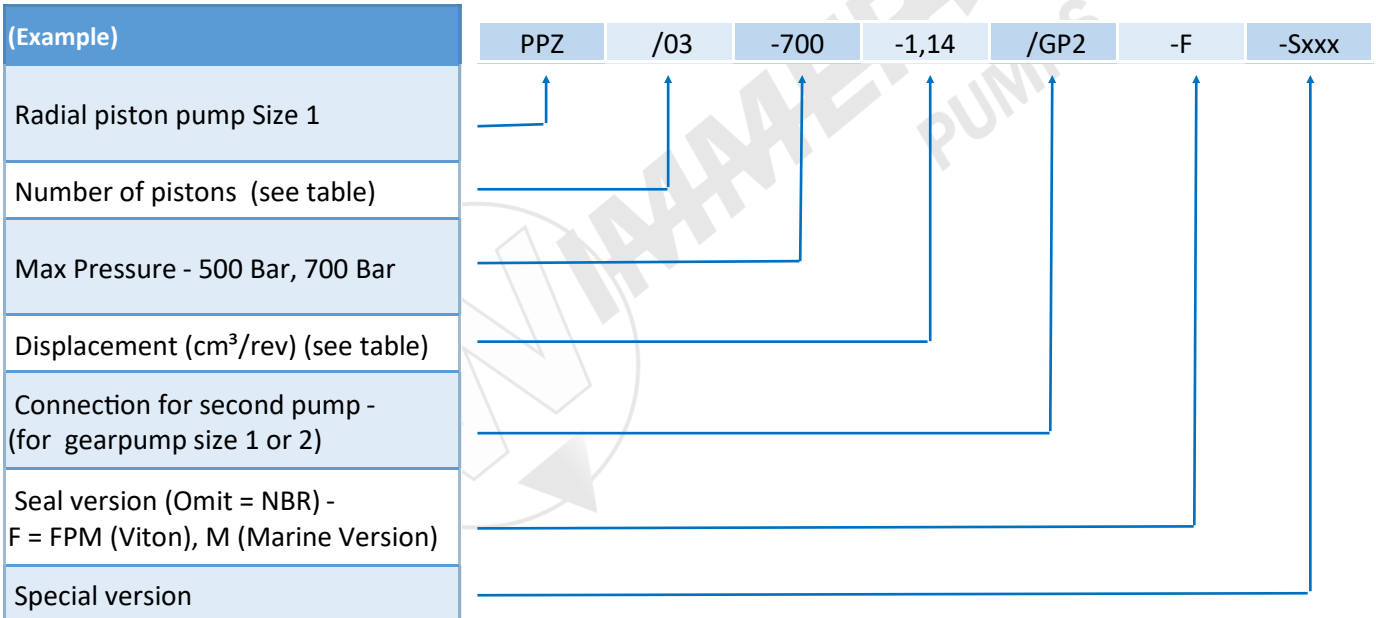 (Example)
PPZ /03 -700 -1,14 /GP2 -F -Sxxx
Radial piston pump Size 1
Number of pistons (see table)
Max Pressure - 500 Bar, 700 Bar
Displacement (cm³/rev) (see table)
Connection for second pump -
(for gearpump size 1 or 2)
Seal version (Omit = NBR) -
F = FPM (Viton), M (Marine Version)
Special version